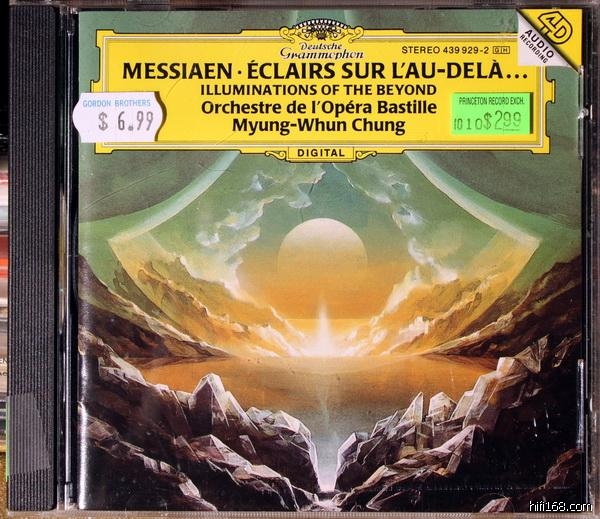 Deutsche
Grammophon
STEREO 439 929-2 GH
4D
AUDIO
RECORDING
MESSIAEN · ÉCLAIRS SUR L'AU-DELÀ...
ILLUMINATIONS OF THE BEYOND
Orchestre de l'Opéra Bastille
Myung-Whun Chung
DIGITAL
GORDON BROTHERS
$ 6.99
PRINCETON RECORD EXCH.
1010 $2.99
hifi168.com